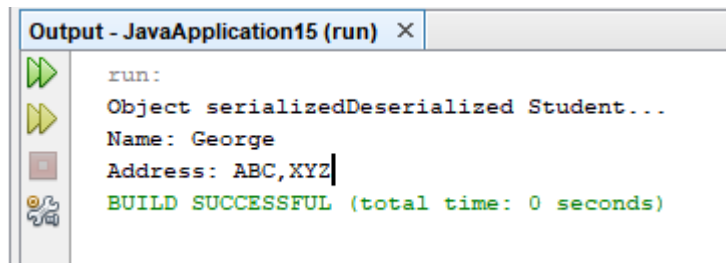 Output - JavaApplication15 (run) ×
run:
Object serializedDeserialized Student...
Name: George
Address: ABC,XYZ
BUILD SUCCESSFUL (total time: 0 seconds)